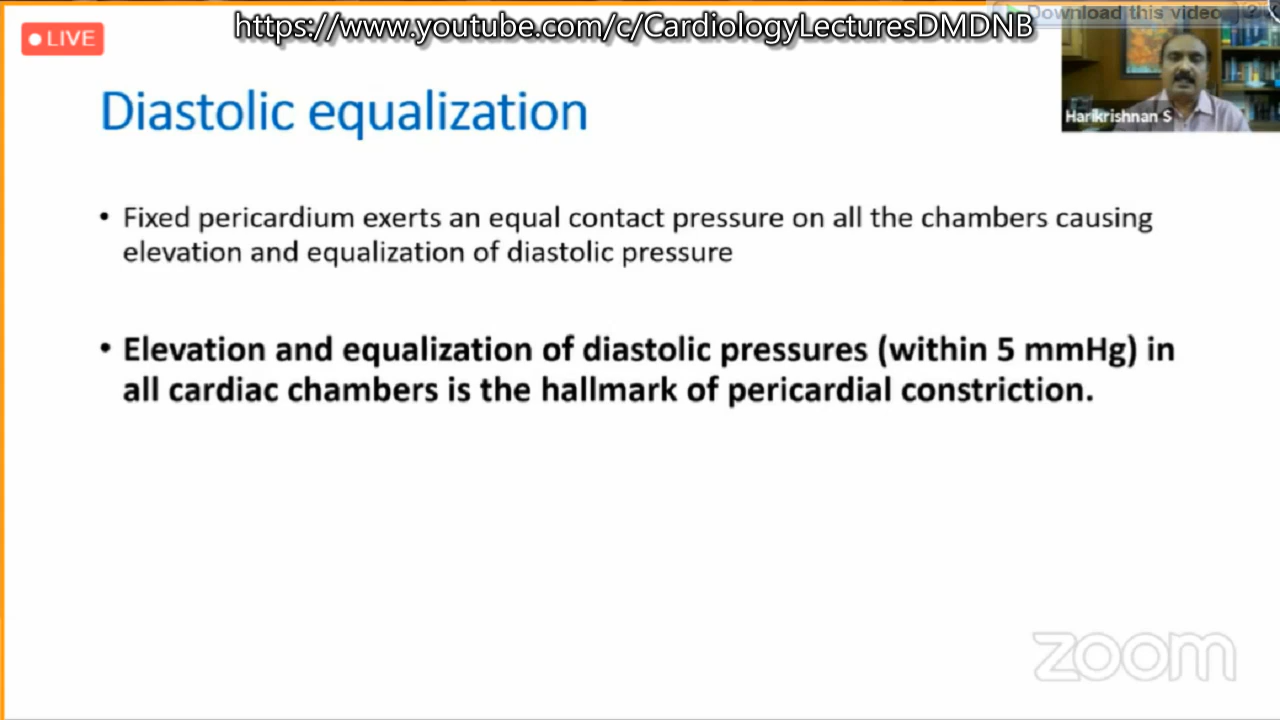 https://www.youtube.com/c/CardiologyLecturesDMDNB
Download this video
?
LIVE
Harikrishnan S
Diastolic equalization
• Fixed pericardium exerts an equal contact pressure on all the chambers causing
elevation and equalization of diastolic pressure
• Elevation and equalization of diastolic pressures (within 5 mmHg) in
all cardiac chambers is the hallmark of pericardial constriction.
zoom